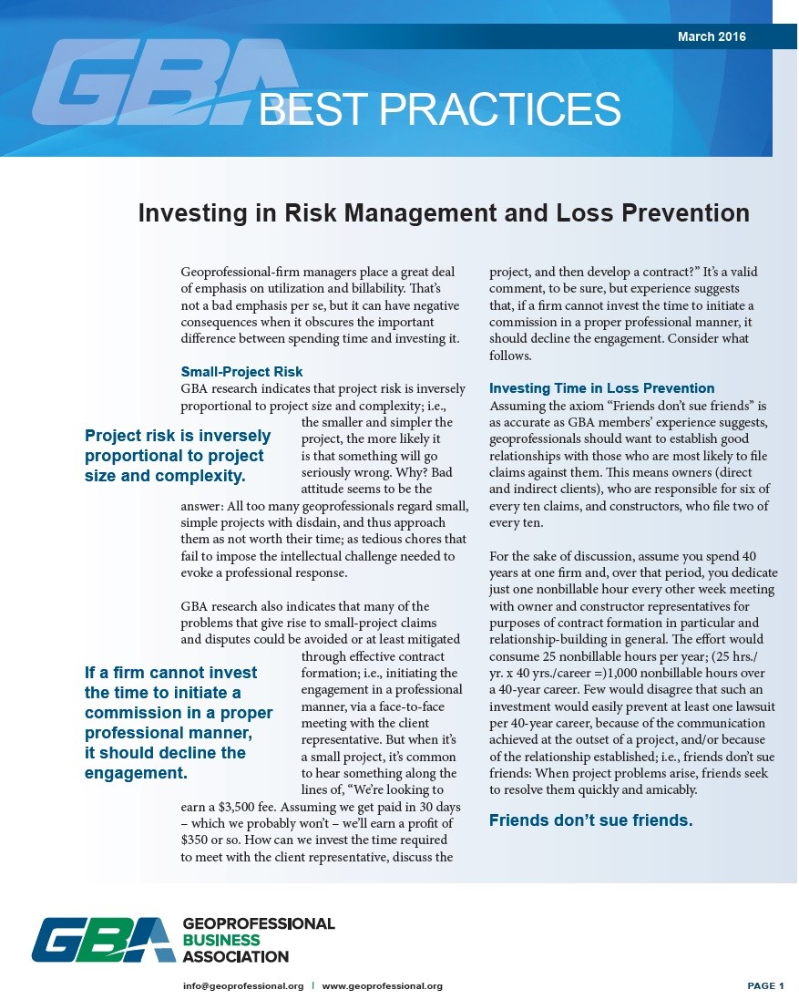 March 2016
GBA
BEST PRACTICES
Investing in Risk Management and Loss Prevention
Geoprofessional-firm managers place a great deal
of emphasis on utilization and billability. That’s
not a bad emphasis per se, but it can have negative
consequences when it obscures the important
difference between spending time and investing it.
Small-Project Risk
GBA research indicates that project risk is inversely
proportional to project size and complexity; i.e.,
the smaller and simpler the
project, the more likely it
is that something will go
seriously wrong. Why? Bad
attitude seems to be the
answer: All too many geoprofessionals regard small,
simple projects with disdain, and thus approach
them as not worth their time; as tedious chores that
fail to impose the intellectual challenge needed to
evoke a professional response.
Project risk is inversely
proportional to project
size and complexity.
GBA research also indicates that many of the
problems that give rise to small-project claims
and disputes could be avoided or at least mitigated
through effective contract
formation; i.e., initiating the
engagement in a professional
manner, via a face-to-face
meeting with the client
representative. But when it’s
a small project, it’s common
to hear something along the
lines of, “We’re looking to
earn a $3,500 fee. Assuming we get paid in 30 days
– which we probably won’t – we’ll earn a profit of
$350 or so. How can we invest the time required
to meet with the client representative, discuss the
If a firm cannot invest
the time to initiate a
commission in a proper
professional manner,
it should decline the
engagement.
project, and then develop a contract?” It’s a valid
comment, to be sure, but experience suggests
that, if a firm cannot invest the time to initiate a
commission in a proper professional manner, it
should decline the engagement. Consider what
follows.
Investing Time in Loss Prevention
Assuming the axiom “Friends don’t sue friends” is
as accurate as GBA members’ experience suggests,
geoprofessionals should want to establish good
relationships with those who are most likely to file
claims against them. This means owners (direct
and indirect clients), who are responsible for six of
every ten claims, and constructors, who file two of
every ten.
For the sake of discussion, assume you spend 40
years at one firm and, over that period, you dedicate
just one nonbillable hour every other week meeting
with owner and constructor representatives for
purposes of contract formation in particular and
relationship-building in general. The effort would
consume 25 nonbillable hours per year; (25 hrs./
yr. x 40 yrs./career =)1,000 nonbillable hours over
a 40-year career. Few would disagree that such an
investment would easily prevent at least one lawsuit
per 40-year career, because of the communication
achieved at the outset of a project, and/or because
of the relationship established; i.e., friends don’t sue
friends: When project problems arise, friends seek
to resolve them quickly and amicably.
Friends don’t sue friends.
GBA
GEOPROFESSIONAL
BUSINESS
ASSOCIATION
info@geoprofessional.org | www.geoprofessional.org
PAGE 1